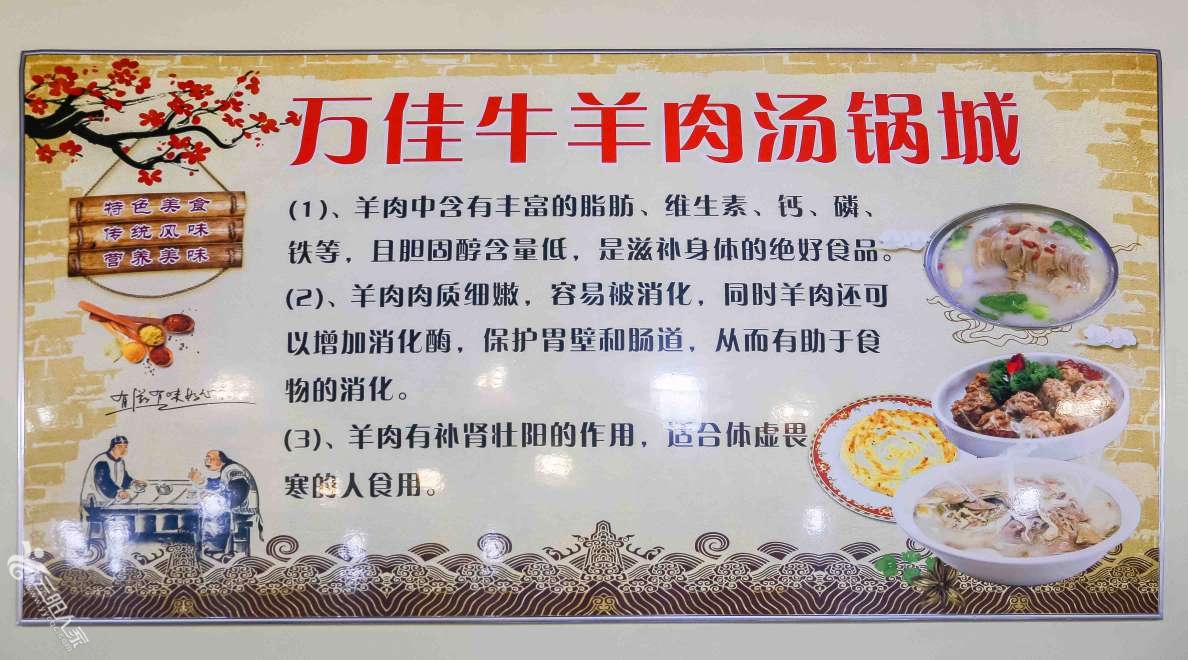 万佳牛羊肉汤锅城
特色美食
传统风味
营养美味
(1)、羊肉中含有丰富的脂肪、维生素、钙、磷、
铁等，且胆固醇含量低，是滋补身体的绝好食品。
(2)、羊肉肉质细嫩，容易被消化，同时羊肉还可
以增加消化酶，保护胃壁和肠道，从而有助于食
物的消化。
(3)、羊肉有补肾壮阳的作用，适合体虚畏
寒的人食用。
云阳人家